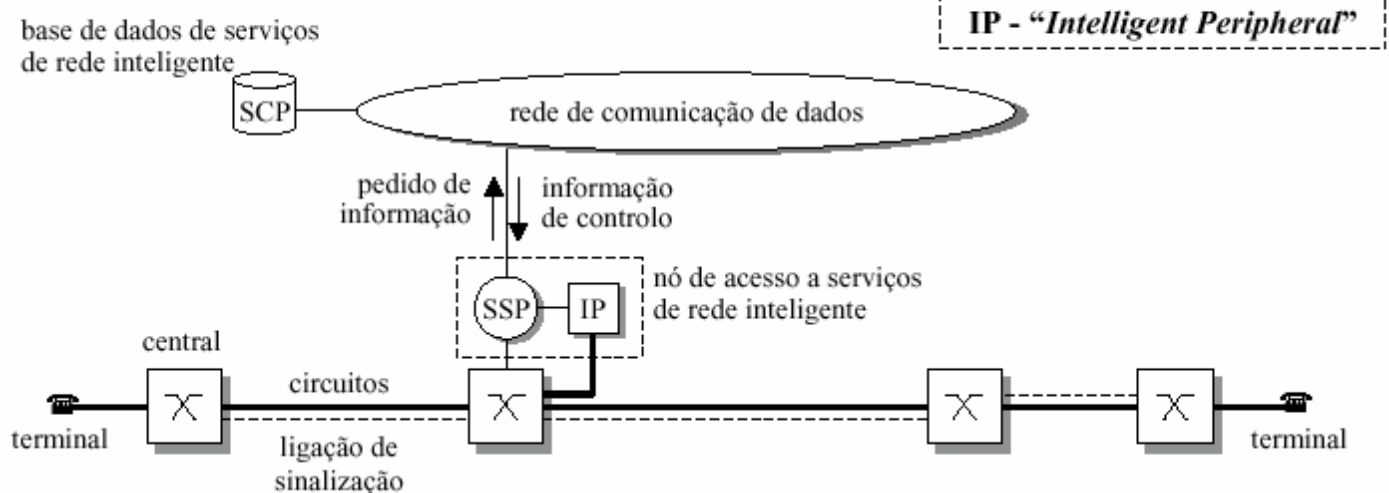 IP - “Intelligent Peripheral”
base de dados de serviços
de rede inteligente
SCP
rede de comunicação de dados
pedido de
informação
informação
de controlo
SSP
IP
nó de acesso a serviços
de rede inteligente
central
circuitos
terminal
ligação de
sinalização
terminal